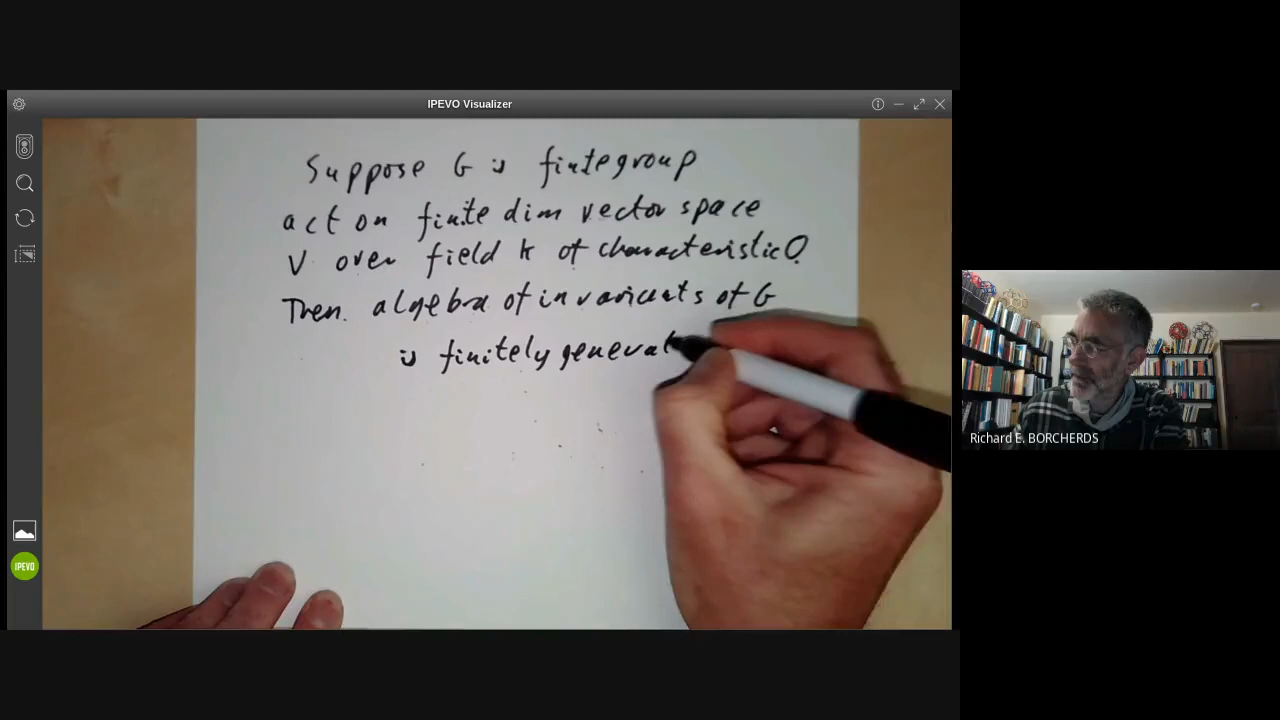 IPEVO Visualizer
Suppose G is finite group
act on finite dim vector space
V over field k of characteristic 0.
Then algebra of invariants of G
is finitely generat
IPEVO
Richard E. BORCHERDS